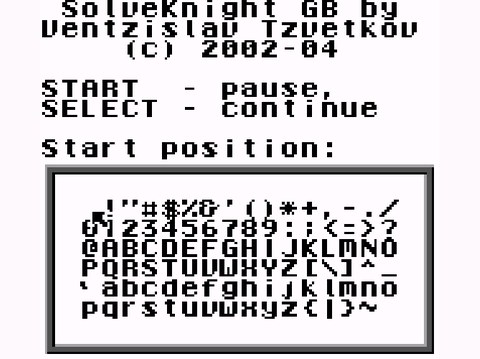 SolveKnight GB by
Ventzislav Tzvetkov
(c) 2002-04
START - pause,
SELECT - continue
Start position:
!"#$%&'()*+,-./
0123456789:;<=>?
@ABCDEFGHIJKLMNO
PQRSTUVWXYZ[\]^_
`abcdefghijklmno
pqrstuvwxyz{|}~